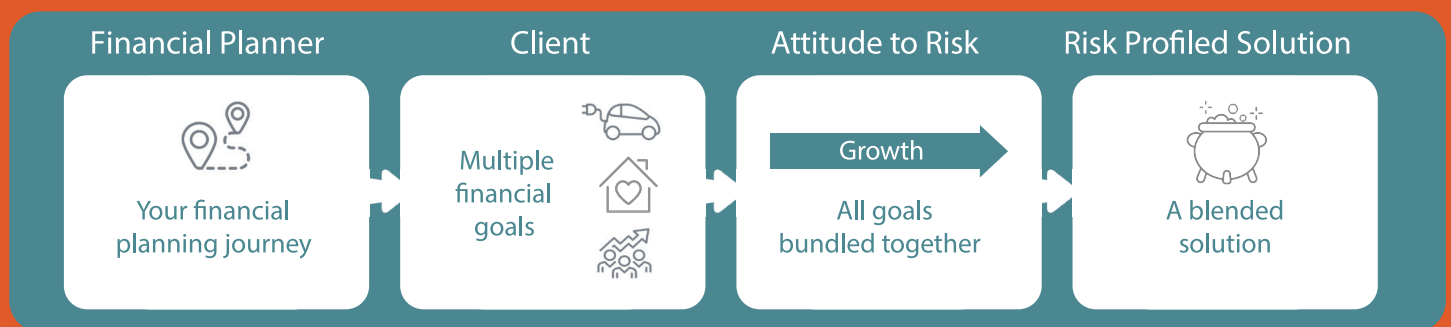 Financial Planner
Your financial
planning journey
Client
Multiple
financial
goals
Attitude to Risk
Growth
All goals
bundled together
Risk Profiled Solution
A blended
solution